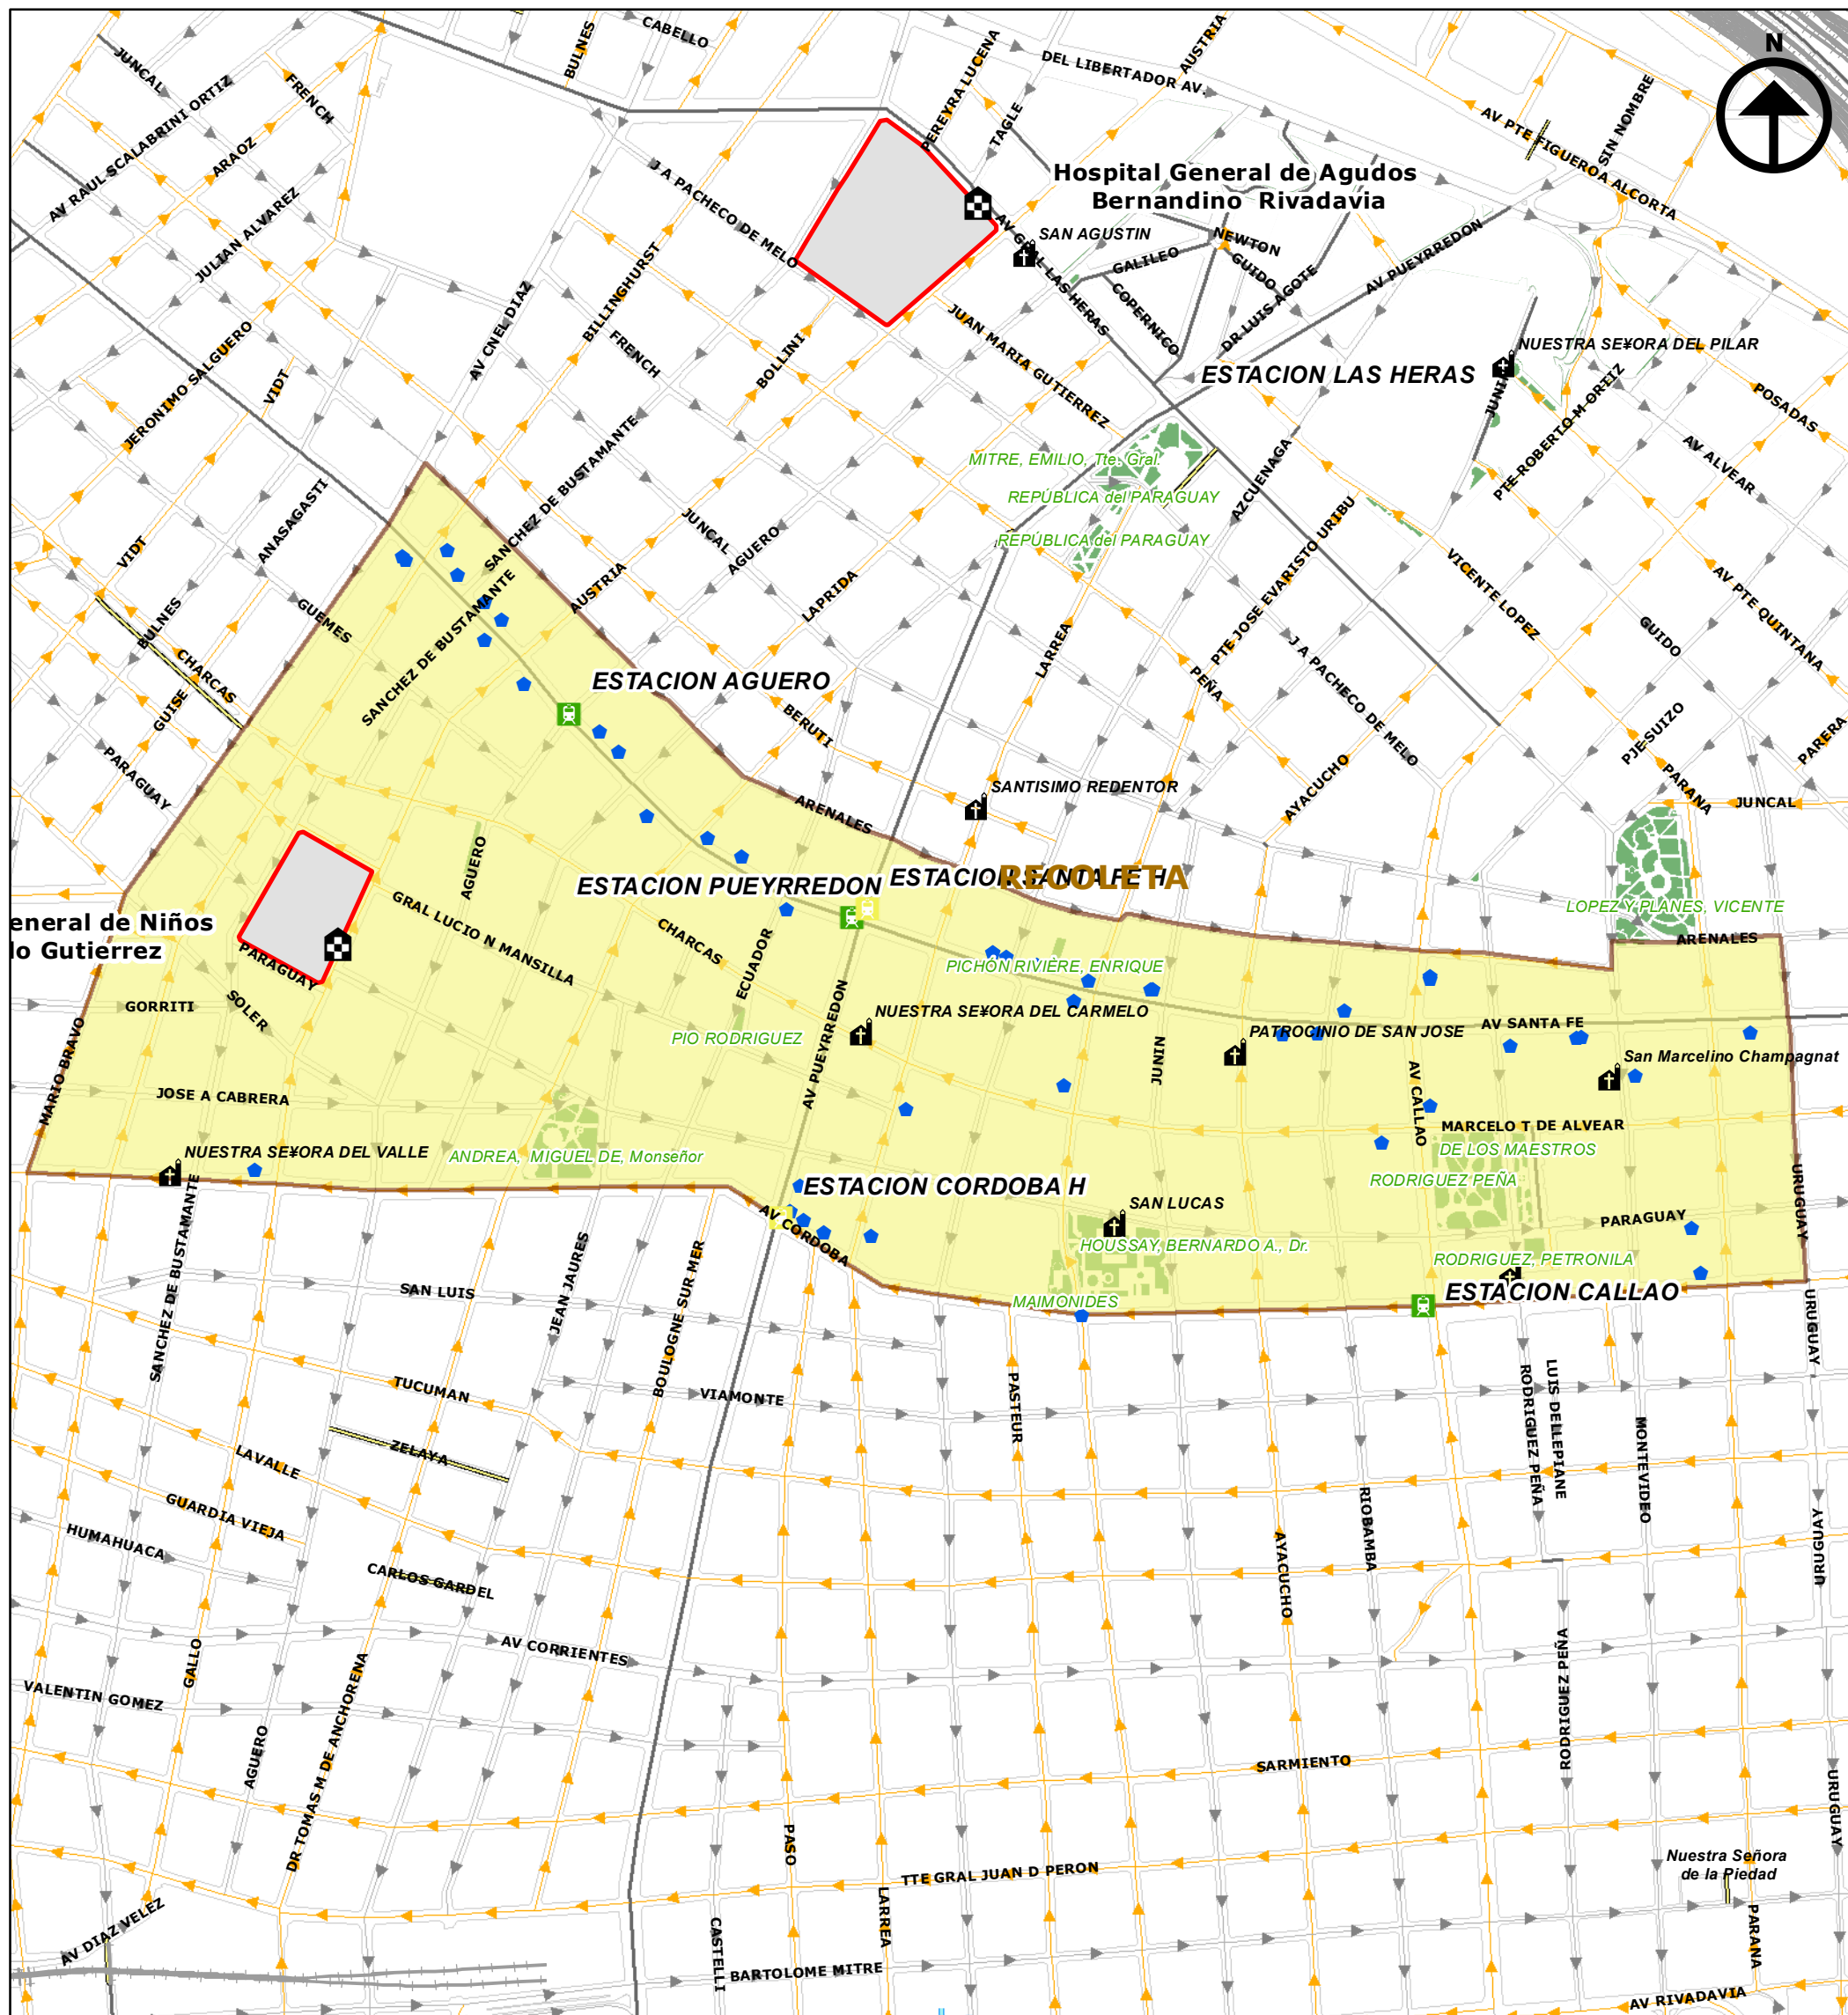 CABELLO
BULNES
JUNCAL
FRENCH
AV RAUL SCALABRINI ORTIZ
ARAOZ
JULIAN ALVAREZ
PEREYRA LUCENA
TAGLE
DEL LIBERTADOR AV.
AUSTRIA
AV PTE FIGUEROA ALCORTA
SIN NOMBRE
N
J A PACHECO DE MELO
Hospital General de Agudos
Bernandino Rivadavia
SAN AGUSTIN
AV GRAL LAS HERAS
NEWTON
GALILEO
GUIDO
COPERNICO
DR LUIS AGOTE
AV PUEYRREDON
BILLINGHURST
AV CNEL DIAZ
FRENCH
BOLLINI
JUAN MARIA GUTIERREZ
JERONIMO SALGUERO
VIDT
ESTACION LAS HERAS
NUESTRA SE¥ORA DEL PILAR
JUNIN
PTE ROBERTO M ORTIZ
POSADAS
AV ALVEAR
MITRE, EMILIO, Tte. Gral.
REPÚBLICA del PARAGUAY
REPÚBLICA del PARAGUAY
AZCUENAGA
SANCHEZ DE BUSTAMANTE
ANASAGASTI
VIDT
JUNCAL
AGUERO
LAPRIDA
AUSTRIA
PTE JOSE EVARISTO URIBU
VICENTE LOPEZ
AV PTE QUINTANA
GUIDO
BULNES
GUEMES
CHARCAS
GUISE
PARAGUAY
SANCHEZ DE BUSTAMANTE
ESTACION AGUERO
LARREA
PEÑA
J A PACHECO DE MELO
PJE SUIZO
PARERA
PARANA
JUNCAL
BERUTI
ARENALES
SANTISIMO REDENTOR
AYACUCHO
AGUERO
ESTACION PUEYRREDON
ESTACION SANTA FE H
RECOLETA
LOPEZ Y PLANES, VICENTE
ARENALES
eneral de Niños
do Gutierrez
PARAGUAY
GRAL LUCIO N MANSILLA
CHARCAS
ECUADOR
PICHON RIVIERE, ENRIQUE
NUESTRA SE¥ORA DEL CARMELO
PATROCINIO DE SAN JOSE
AV SANTA FE
San Marcelino Champagnat
GORRITI
SOLER
MARIO BRAVO
JOSE A CABRERA
PIO RODRIGUEZ
AV PUEYRREDON
JUNIN
AV CALLAO
MARCELO T DE ALVEAR
DE LOS MAESTROS
RODRIGUEZ PEÑA
NUESTRA SE¥ORA DEL VALLE
ANDREA, MIGUEL DE, Monseñor
ESTACION CORDOBA H
AV CORDOBA
SAN LUCAS
HOUSSAY, BERNARDO A., Dr.
PARAGUAY
URUGUAY
RODRIGUEZ, PETRONILA
ESTACION CALLAO
MAIMONIDES
SANCHEZ DE BUSTAMANTE
SAN LUIS
JEAN JAURES
BOULOGNE SUR MER
TUCUMAN
VIAMONTE
PASTEUR
RODRIGUEZ PEÑA
LUIS DELLEPIANE
MONTEVIDEO
URUGUAY
ZELAYA
LAVALLE
GUARDIA VIEJA
HUMAHUACA
CARLOS GARDEL
RIOBAMBA
AYACUCHO
URUGUAY
GALLO
AV CORRIENTES
VALENTIN GOMEZ
AGUERO
DR TOMAS M DE ANCHORENA
RODRIGUEZ PEÑA
SARMIENTO
URUGUAY
PASO
TTE GRAL JUAN D PERON
LARREA
CASTELLI
Nuestra Señora
de la Piedad
PARANA
AV DIAZ VELEZ
BARTOLOME MITRE
AV RIVADAVIA